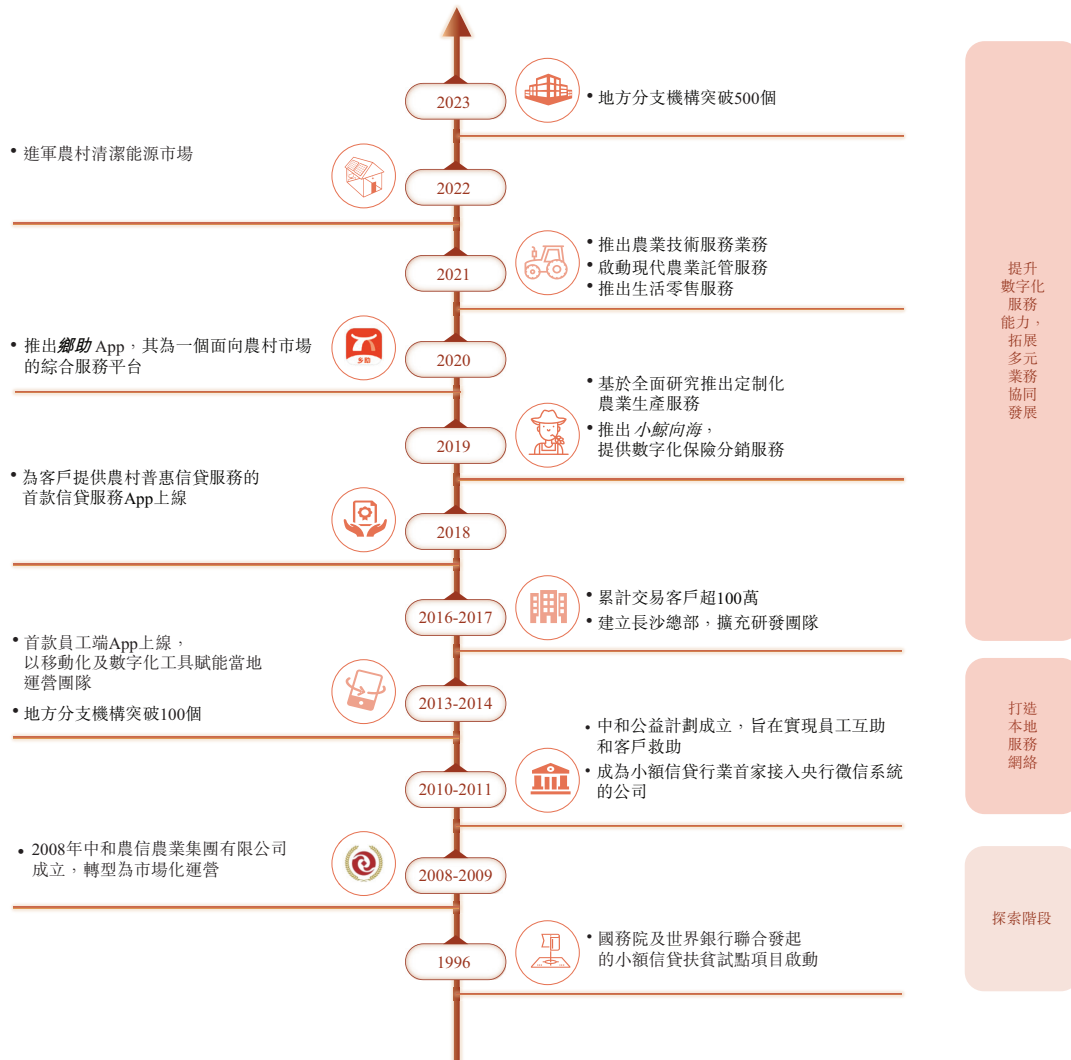 2023
• 地方分支機構突破500個
• 進軍農村清潔能源市場
2022
• 推出農業技術服務業務
• 啟動現代農業託管服務
• 推出生活零售服務
2021
• 推出鄉助 App，其為一個面向農村市場
的綜合服務平台
乡助
2020
• 基於全面研究推出定制化
農業生產服務
• 推出小鯨向海，
提供數字化保險分銷服務
2019
• 為客戶提供農村普惠信貸服務的
首款信貸服務App上線
2018
• 累計交易客戶超100萬
• 建立長沙總部，擴充研發團隊
2016-2017
• 首款員工端App上線，
以移動化及數字化工具賦能當地
運營團隊
• 地方分支機構突破100個
2013-2014
• 中和公益計劃成立，旨在實現員工互助
和客戶救助
• 成為小額信貸行業首家接入央行徵信系統
的公司
2010-2011
• 2008年中和農信農業集團有限公司
成立，轉型為市場化運營
2008-2009
• 國務院及世界銀行聯合發起
的小額信貸扶貧試點項目啟動
1996
提升
數字化
服務
能力，
拓展
多元
業務
協同
發展
打造
本地
服務
網絡
探索階段